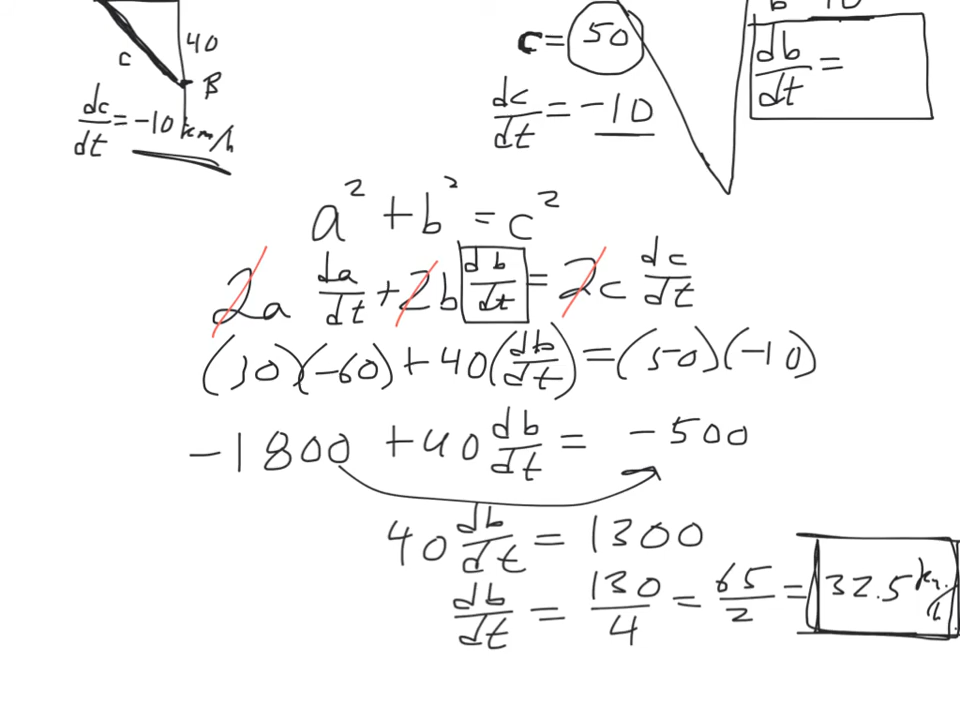 40
c
B
dc/dt = -10 km/h
c = 50
dc/dt = -10
db/dt =
a² + b² = c²
2a da/dt + 2b db/dt = 2c dc/dt
(30)(-60) + 40(db/dt) = (50)(-10)
-1800 + 40 db/dt = -500
40 db/dt = 1300
db/dt = 130/4 = 65/2 = 32.5 km/h